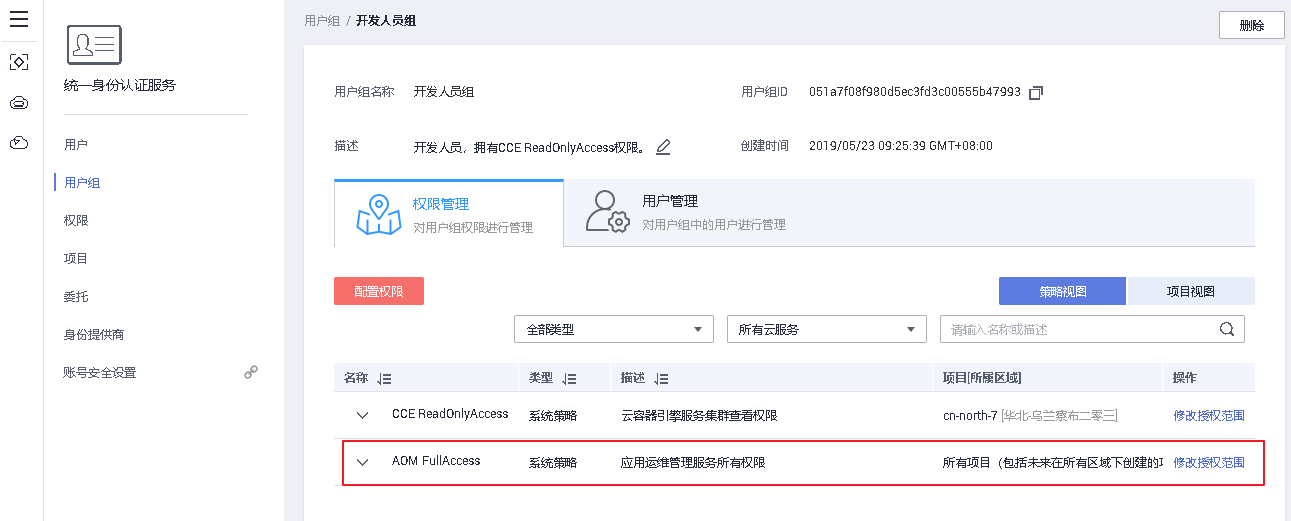 用户组 / 开发人员组
删除
统一身份认证服务
用户
用户组
权限
项目
委托
身份提供商
账号安全设置
用户组名称 开发人员组
用户组ID 051a7f08f980d5ec3fd3c00555b47993
描述 开发人员，拥有CCE ReadOnlyAccess权限。
创建时间 2019/05/23 09:25:39 GMT+08:00
权限管理
对用户组权限进行管理
用户管理
对用户组中的用户进行管理
配置权限
策略视图 项目视图
全部类型 所有云服务 请输入名称或描述
名称 类型 描述 项目[所属区域] 操作
CCE ReadOnlyAccess 系统策略 云容器引擎服务集群查看权限 cn-north-7 [华北-乌兰察布二零三] 修改授权范围
AOM FullAccess 系统策略 应用运维管理服务所有权限 所有项目（包括未来在所有区域下创建的项 修改授权范围